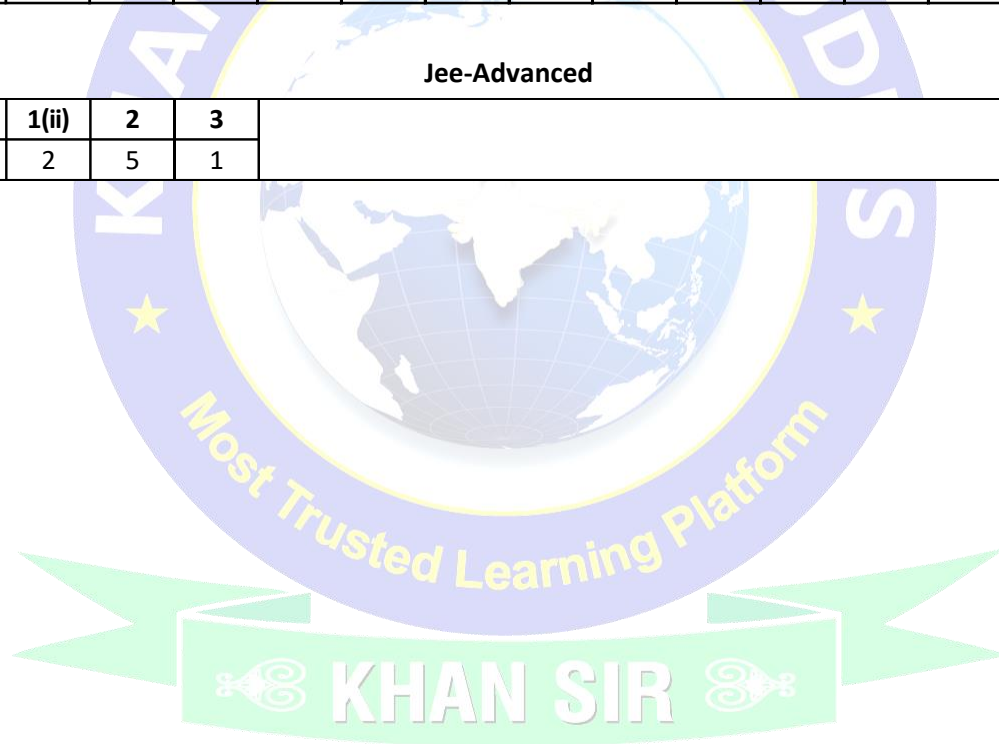 Jee-Advanced
1(ii) 2 3
2 5 1
Most Trusted Learning Platform
KHAN SIR